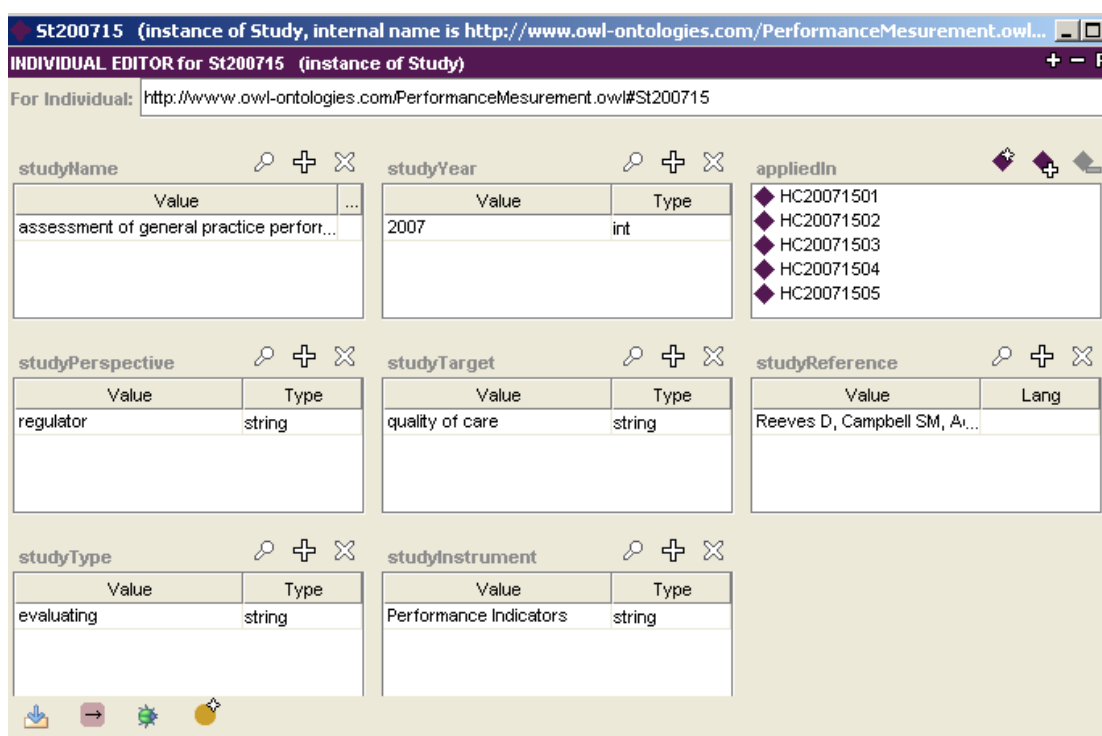 St200715 (instance of Study, internal name is http://www.owl-ontologies.com/PerformanceMesurement.owl...
INDIVIDUAL EDITOR for St200715 (instance of Study)
For Individual: http://www.owl-ontologies.com/PerformanceMesurement.owl#St200715
studyName
Value ...
assessment of general practice perforr...
studyYear
Value Type
2007 int
appliedIn
HC20071501
HC20071502
HC20071503
HC20071504
HC20071505
studyPerspective
Value Type
regulator string
studyTarget
Value Type
quality of care string
studyReference
Value Lang
Reeves D, Campbell SM, A...
studyType
Value Type
evaluating string
studyInstrument
Value Type
Performance Indicators string